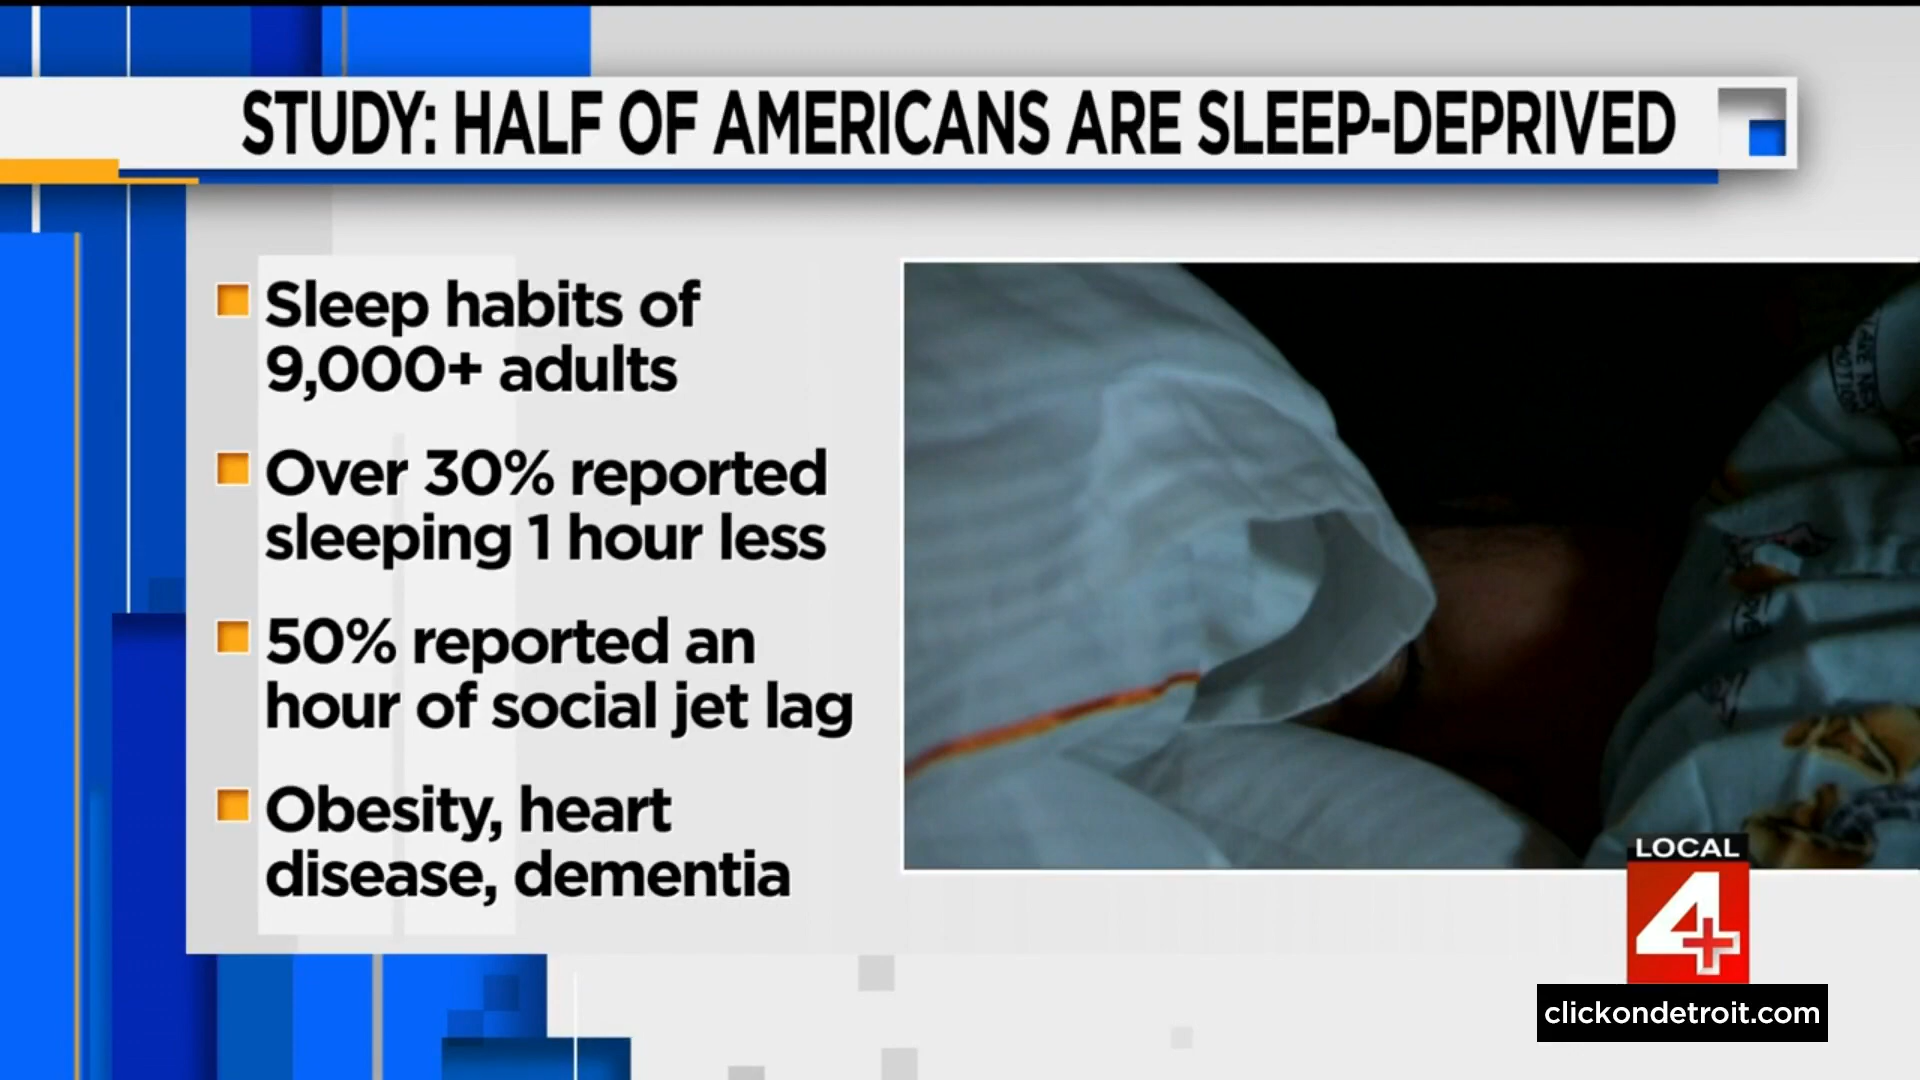 STUDY: HALF OF AMERICANS ARE SLEEP-DEPRIVED
Sleep habits of
9,000+ adults
Over 30% reported
sleeping 1 hour less
50% reported an
hour of social jet lag
Obesity, heart
disease, dementia
LOCAL
4+
clickondetroit.com